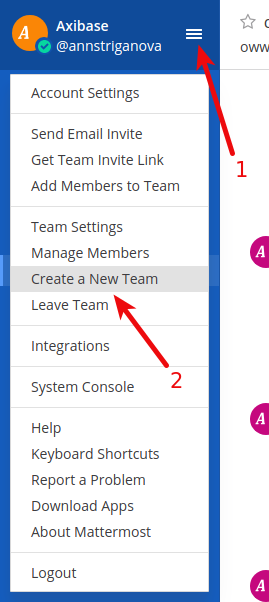 Axibase
@annstriganova
oww
1
Account Settings
Send Email Invite
Get Team Invite Link
Add Members to Team
Team Settings
Manage Members
Create a New Team
Leave Team
2
Integrations
System Console
Help
Keyboard Shortcuts
Report a Problem
Download Apps
About Mattermost
Logout
A
A
A
A